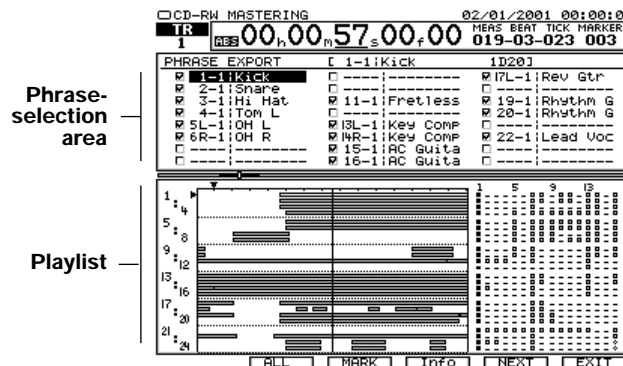 CD-RW MASTERING 02/01/2001 00:00:0
TR 1 ABS 00h00m57s00f00 MEAS BEAT TICK MARKER 019-03-023 003
PHRASE EXPORT [ 1-1¦Kick 1D20]
1-1¦Kick ----¦-------- 17L-1¦Rev Gtr
2-1¦Snare ----¦-------- ----¦--------
3-1¦Hi Hat 11-1¦Fretless 19-1¦Rhythm G
4-1¦Tom L ----¦-------- 20-1¦Rhythm G
5L-1¦OH L 13L-1¦Key Comp ----¦--------
6R-1¦OH R 14R-1¦Key Comp 22-1¦Lead Voc
----¦-------- 15-1¦AC Guita ----¦--------
----¦-------- 16-1¦AC Guita ----¦--------
Phrase-
selection
area
Playlist
1 5 9 13
1
:4
5
:8
9
:12
13
:16
17
:20
21
:24
ALL MARK Info NEXT EXIT